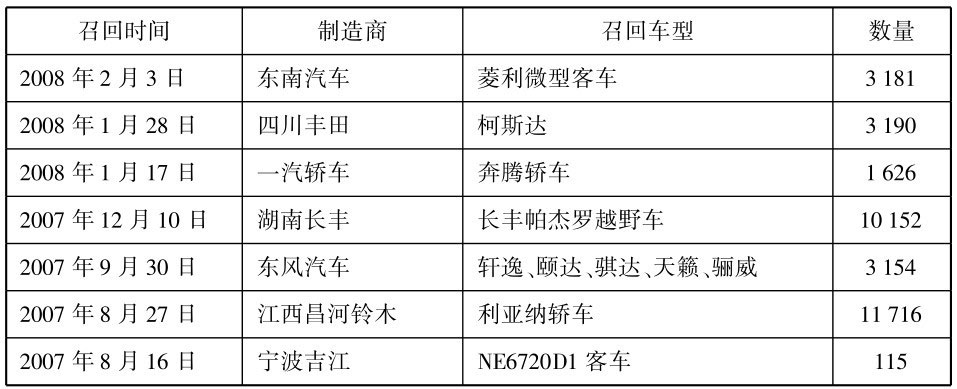 召回时间 制造商 召回车型 数量
2008 年 2 月 3 日 东南汽车 菱利微型客车 3 181
2008 年 1 月 28 日 四川丰田 柯斯达 3 190
2008 年 1 月 17 日 一汽轿车 奔腾轿车 1 626
2007 年 12 月 10 日 湖南长丰 长丰帕杰罗越野车 10 152
2007 年 9 月 30 日 东风汽车 轩逸、颐达、骐达、天籁、骊威 3 154
2007 年 8 月 27 日 江西昌河铃木 利亚纳轿车 11 716
2007 年 8 月 16 日 宁波吉江 NE6720D1 客车 115